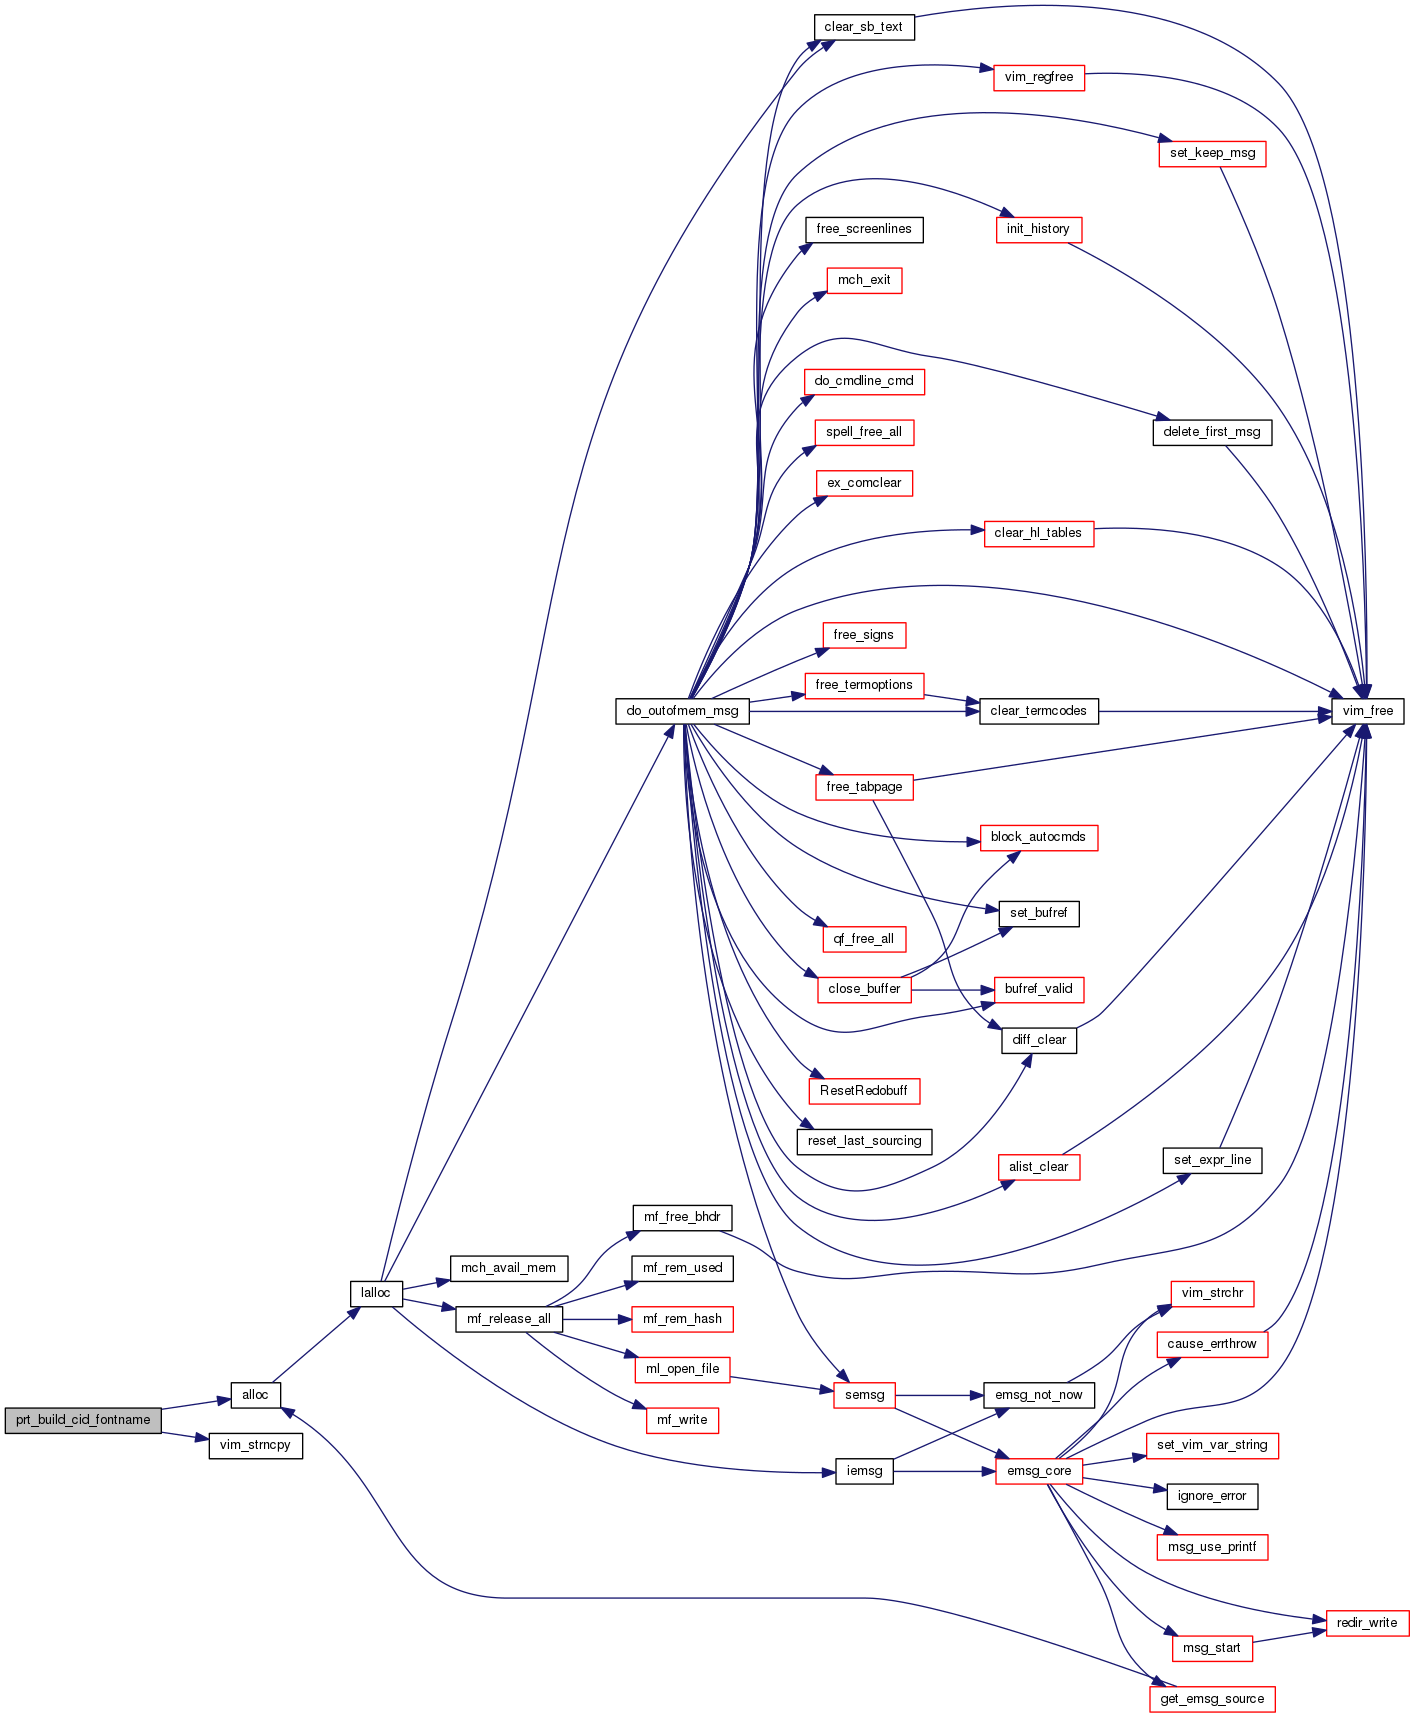 clear_sb_text
vim_regfree
set_keep_msg
free_screenlines
init_history
mch_exit
do_cmdline_cmd
spell_free_all
delete_first_msg
ex_comclear
clear_hl_tables
free_signs
free_termoptions
do_outofmem_msg
clear_termcodes
vim_free
free_tabpage
block_autocmds
set_bufref
qf_free_all
close_buffer
bufref_valid
diff_clear
ResetRedobuff
reset_last_sourcing
alist_clear
set_expr_line
mf_free_bhdr
mch_avail_mem
mf_rem_used
lalloc
vim_strchr
mf_release_all
mf_rem_hash
cause_errthrow
ml_open_file
alloc
semsg
emsg_not_now
prt_build_cid_fontname
mf_write
vim_strncpy
set_vim_var_string
iemsg
emsg_core
ignore_error
msg_use_printf
redir_write
msg_start
get_emsg_source